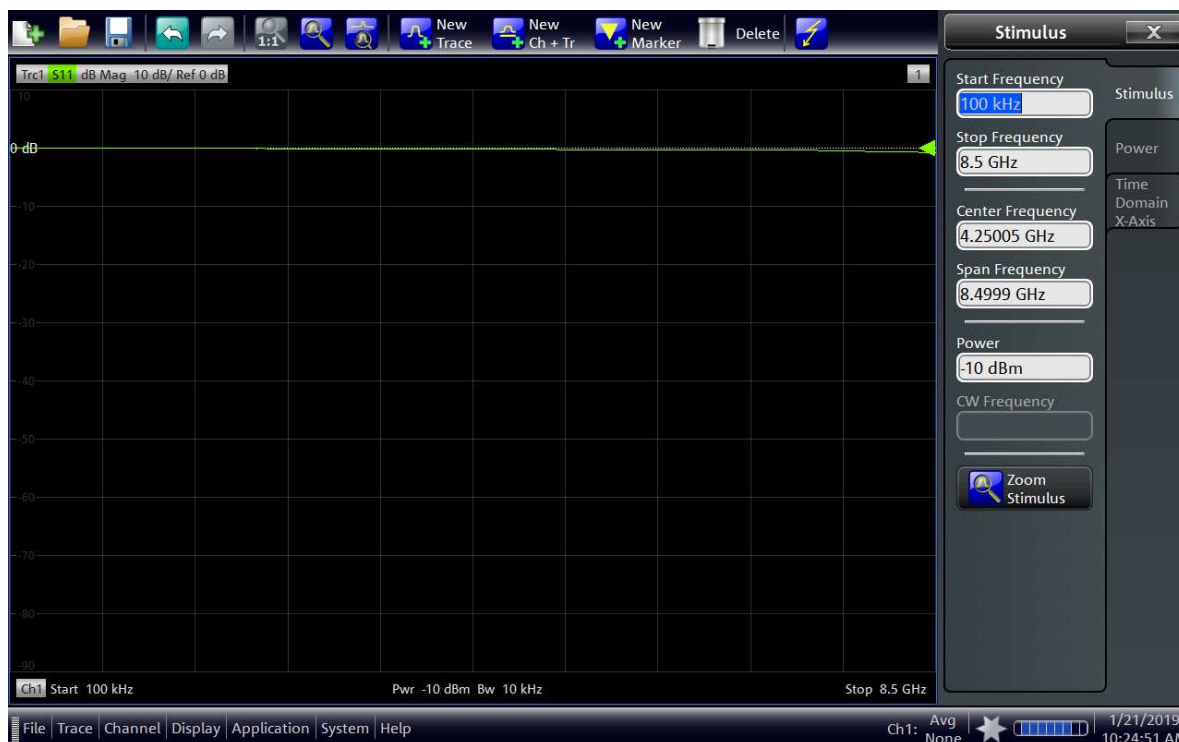 1:1
New
Trace
New
Ch + Tr
New
Marker
Delete
Stimulus
X
Trc1 S11 dB Mag 10 dB/ Ref 0 dB
1
10
0 dB
-10
-20
-30
-40
-50
-60
-70
-80
-90
Ch1 Start 100 kHz
Pwr -10 dBm Bw 10 kHz
Stop 8.5 GHz
Start Frequency
100 kHz
Stop Frequency
8.5 GHz
Center Frequency
4.25005 GHz
Span Frequency
8.4999 GHz
Power
-10 dBm
CW Frequency
Zoom
Stimulus
Stimulus
Power
Time
Domain
X-Axis
File Trace Channel Display Application System Help
Ch1:
Avg
None
1/21/2019
10:24:51 AM